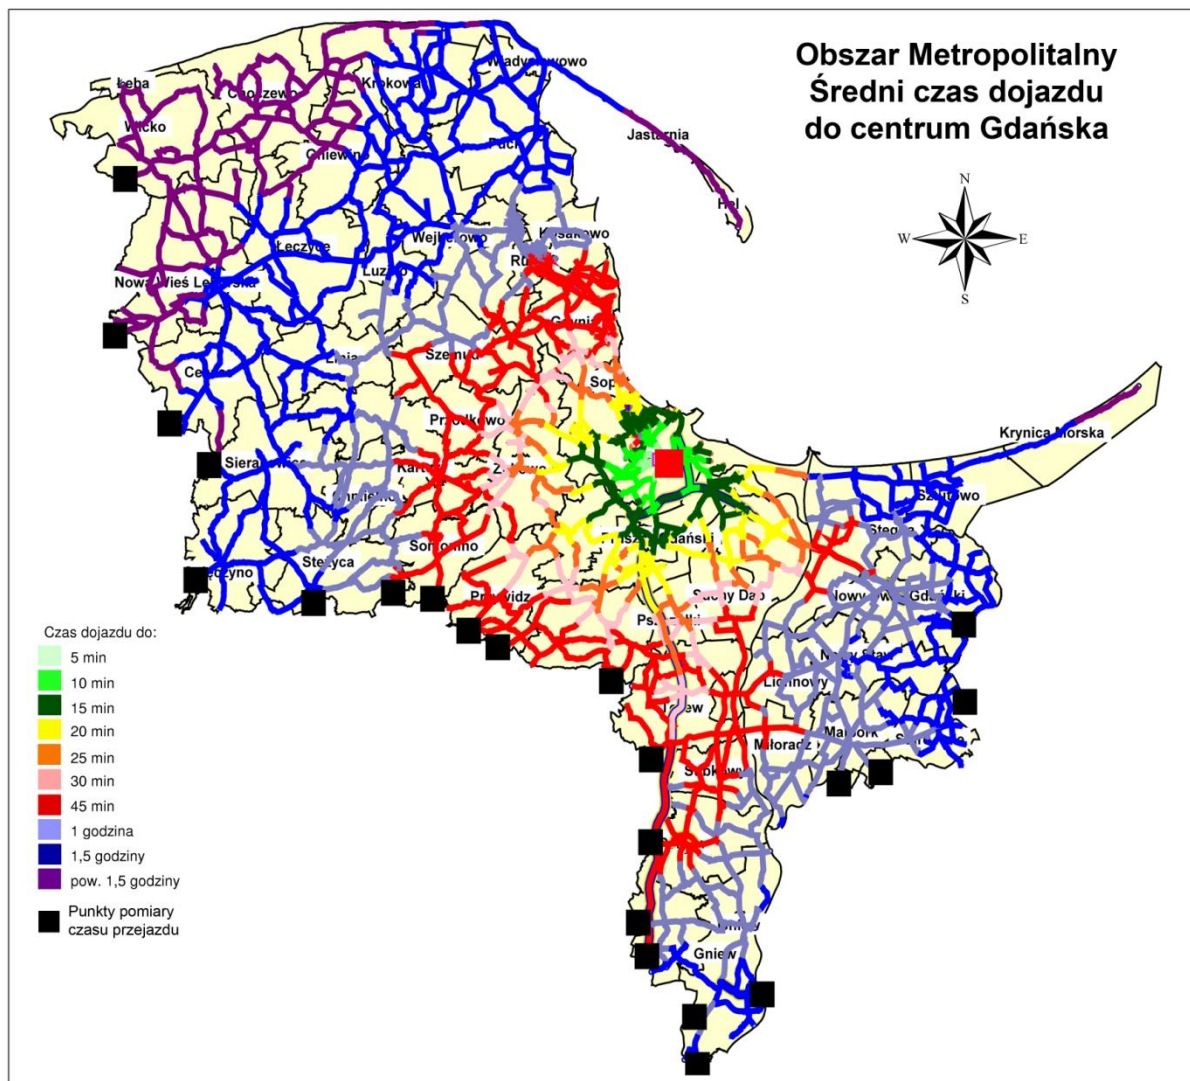 Obszar Metropolitalny
Średni czas dojazdu
do centrum Gdańska
N
W
E
S
Łeba
Choczewo
Krokowa
Władysławowo
Wicko
Gniewino
Puck
Jastarnia
Hel
Łęczyce
Wejherowo
Kosakowo
Luzino
Nowa Wieś Lęborska
Gdynia
Linia
Szemud
Sopot
Przodkowo
Sierakowice
Żukowo
Krynica Morska
Chmielno
Sztutowo
Stegna
Somonino
Stężyca
Przywidz
Suchy Dąb
Nowy Dwór Gdański
Pszczółki
Nowy Staw
Lichnowy
Tczew
Malbork
Miłoradz
Subkowy
Gniew
Czas dojazdu do:
5 min
10 min
15 min
20 min
25 min
30 min
45 min
1 godzina
1,5 godziny
pow. 1,5 godziny
Punkty pomiary
czasu przejazdu